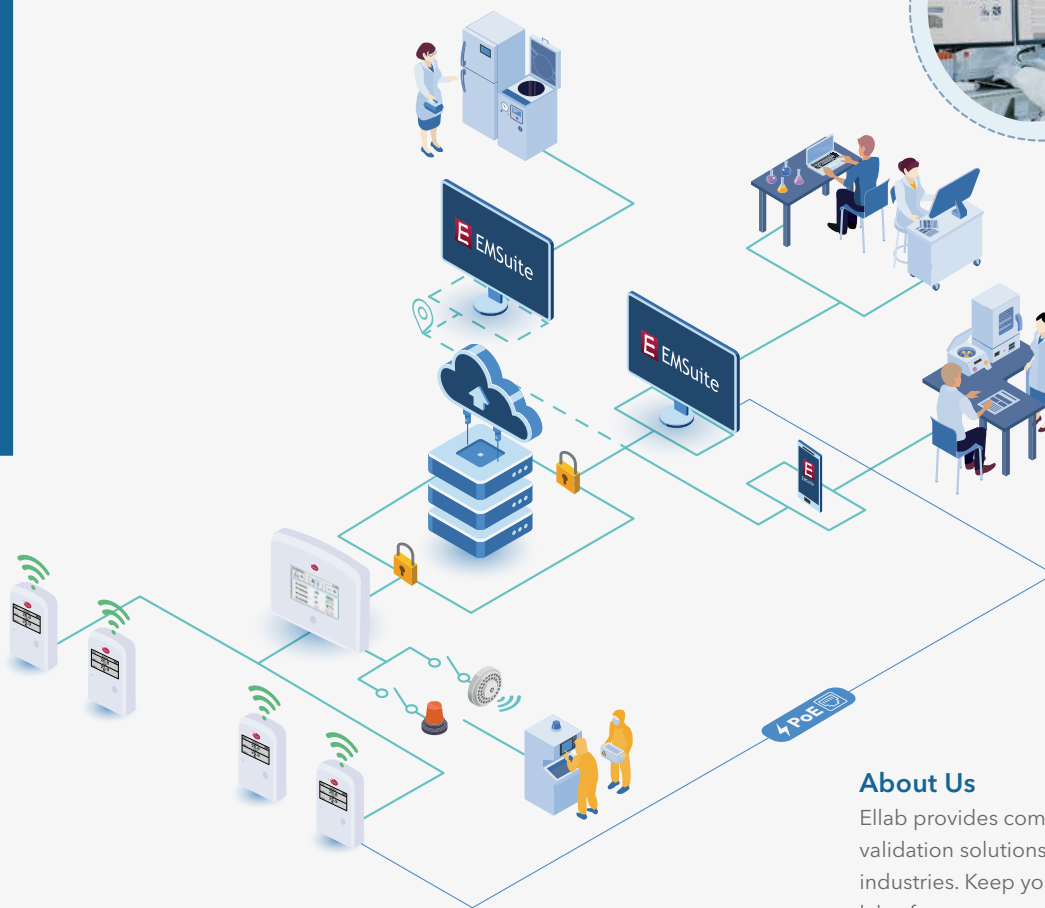 E EMSuite
E EMSuite
E
PoE
About Us
Ellab provides com
validation solutions
industries. Keep yo